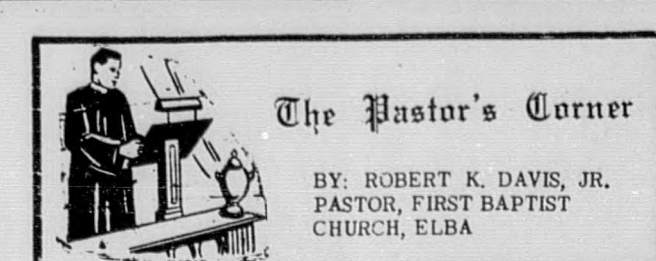 The Pastor's Corner
BY: ROBERT K. DAVIS, JR.
PASTOR, FIRST BAPTIST
CHURCH, ELBA